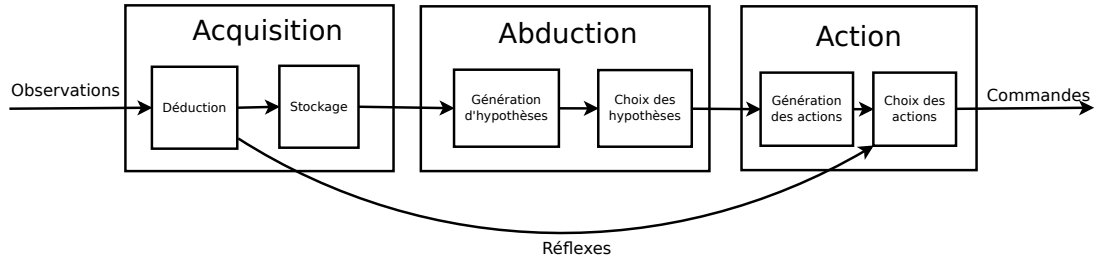 Acquisition
Abduction
Action
Observations
Déduction
Stockage
Génération
d'hypothèses
Choix des
hypothèses
Génération
des actions
Choix des
actions
Commandes
Réflexes